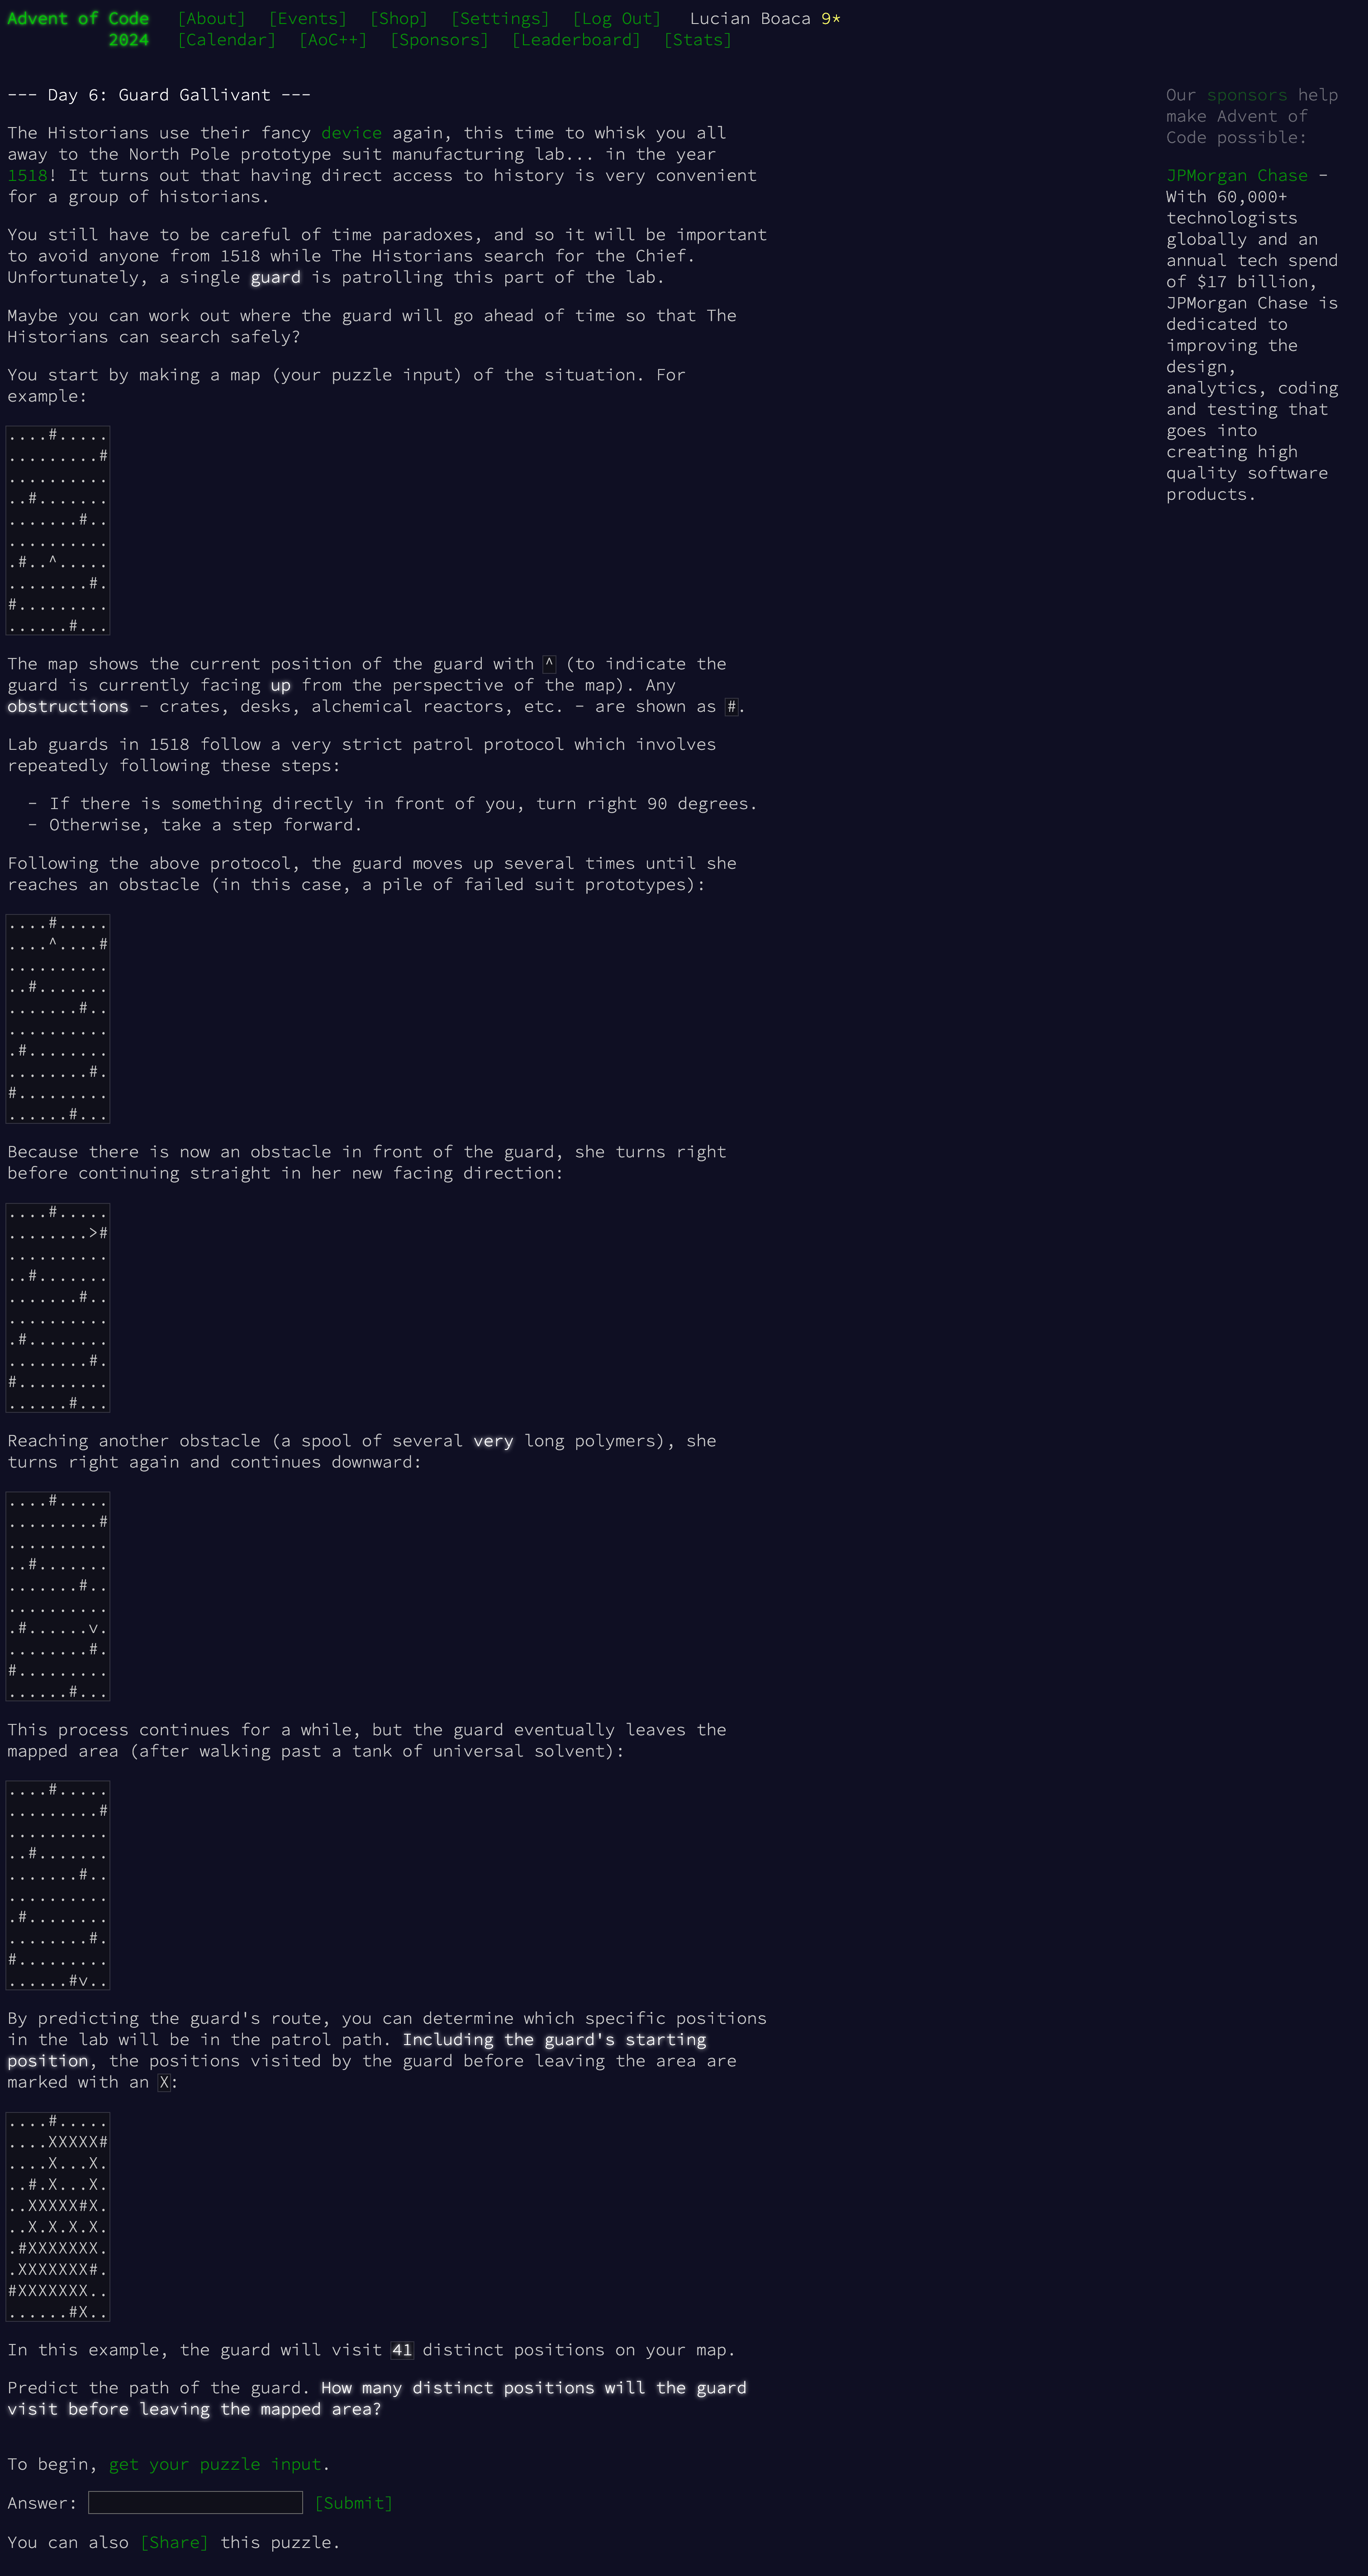 Advent of Code [About] [Events] [Shop] [Settings] [Log Out] Lucian Boaca 9*
2024 [Calendar] [AoC++] [Sponsors] [Leaderboard] [Stats]
--- Day 6: Guard Gallivant ---
The Historians use their fancy device again, this time to whisk you all
away to the North Pole prototype suit manufacturing lab... in the year
1518! It turns out that having direct access to history is very convenient
for a group of historians.
You still have to be careful of time paradoxes, and so it will be important
to avoid anyone from 1518 while The Historians search for the Chief.
Unfortunately, a single guard is patrolling this part of the lab.
Maybe you can work out where the guard will go ahead of time so that The
Historians can search safely?
You start by making a map (your puzzle input) of the situation. For
example:
....#.....
.........#
..........
..#.......
.......#..
..........
.#..^.....
........#.
#.........
......#...
The map shows the current position of the guard with ^ (to indicate the
guard is currently facing up from the perspective of the map). Any
obstructions - crates, desks, alchemical reactors, etc. - are shown as #.
Lab guards in 1518 follow a very strict patrol protocol which involves
repeatedly following these steps:
- If there is something directly in front of you, turn right 90 degrees.
- Otherwise, take a step forward.
Following the above protocol, the guard moves up several times until she
reaches an obstacle (in this case, a pile of failed suit prototypes):
....#.....
....^....#
..........
..#.......
.......#..
..........
.#........
........#.
#.........
......#...
Because there is now an obstacle in front of the guard, she turns right
before continuing straight in her new facing direction:
....#.....
........>#
..........
..#.......
.......#..
..........
.#........
........#.
#.........
......#...
Reaching another obstacle (a spool of several very long polymers), she
turns right again and continues downward:
....#.....
.........#
..........
..#.......
.......#..
..........
.#......v.
........#.
#.........
......#...
This process continues for a while, but the guard eventually leaves the
mapped area (after walking past a tank of universal solvent):
....#.....
.........#
..........
..#.......
.......#..
..........
.#........
........#.
#.........
......#v..
By predicting the guard's route, you can determine which specific positions
in the lab will be in the patrol path. Including the guard's starting
position, the positions visited by the guard before leaving the area are
marked with an X:
....#.....
....XXXXX#
....X...X.
..#.X...X.
..XXXXX#X.
..X.X.X.X.
.#XXXXXXX.
.XXXXXXX#.
#XXXXXXX..
......#X..
In this example, the guard will visit 41 distinct positions on your map.
Predict the path of the guard. How many distinct positions will the guard
visit before leaving the mapped area?
To begin, get your puzzle input.
Answer: [Submit]
You can also [Share] this puzzle.
Our sponsors help
make Advent of
Code possible:
JPMorgan Chase -
With 60,000+
technologists
globally and an
annual tech spend
of $17 billion,
JPMorgan Chase is
dedicated to
improving the
design,
analytics, coding
and testing that
goes into
creating high
quality software
products.